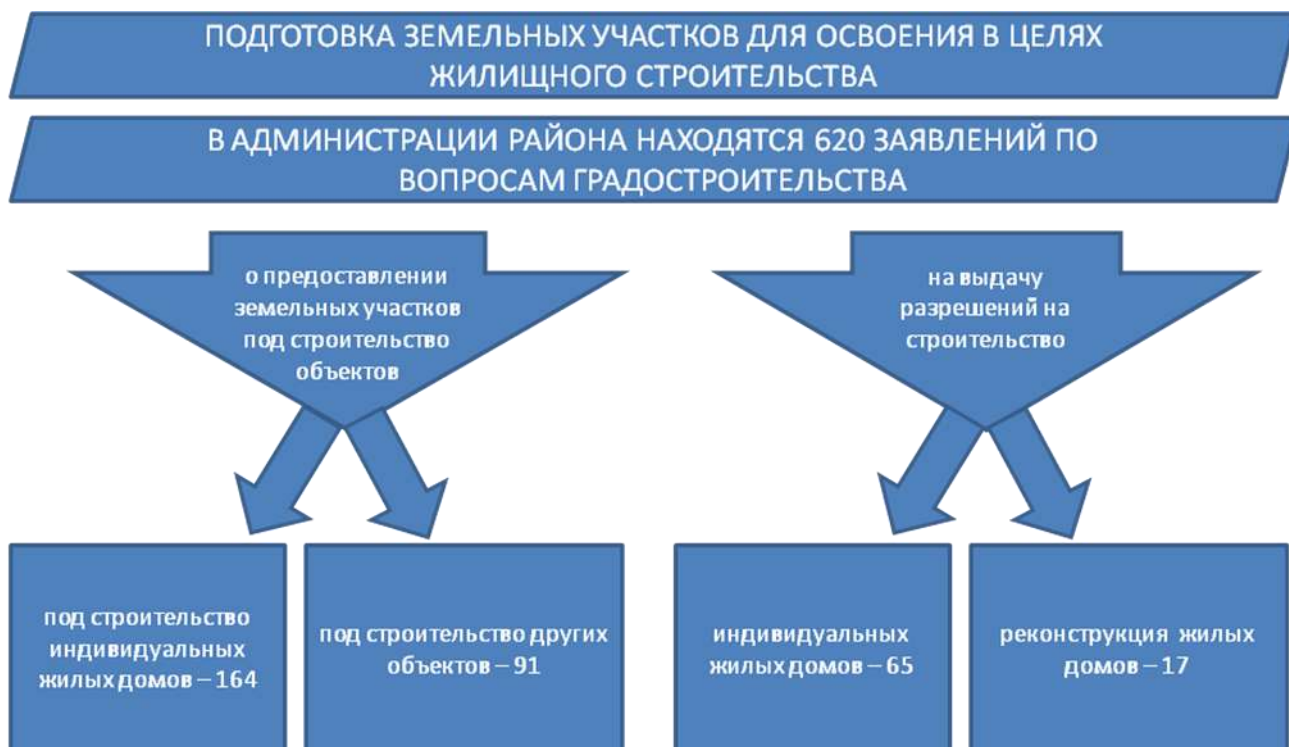 ПОДГОТОВКА ЗЕМЕЛЬНЫХ УЧАСТКОВ ДЛЯ ОСВОЕНИЯ В ЦЕЛЯХ
ЖИЛИЩНОГО СТРОИТЕЛЬСТВА
В АДМИНИСТРАЦИИ РАЙОНА НАХОДЯТСЯ 620 ЗАЯВЛЕНИЙ ПО
ВОПРОСАМ ГРАДОСТРОИТЕЛЬСТВА
о предоставлении
земельных участков
под строительство
объектов
на выдачу
разрешений на
строительство
под строительство
индивидуальных
жилых домов – 164
под строительство других
объектов – 91
индивидуальных
жилых домов – 65
реконструкция жилых
домов – 17